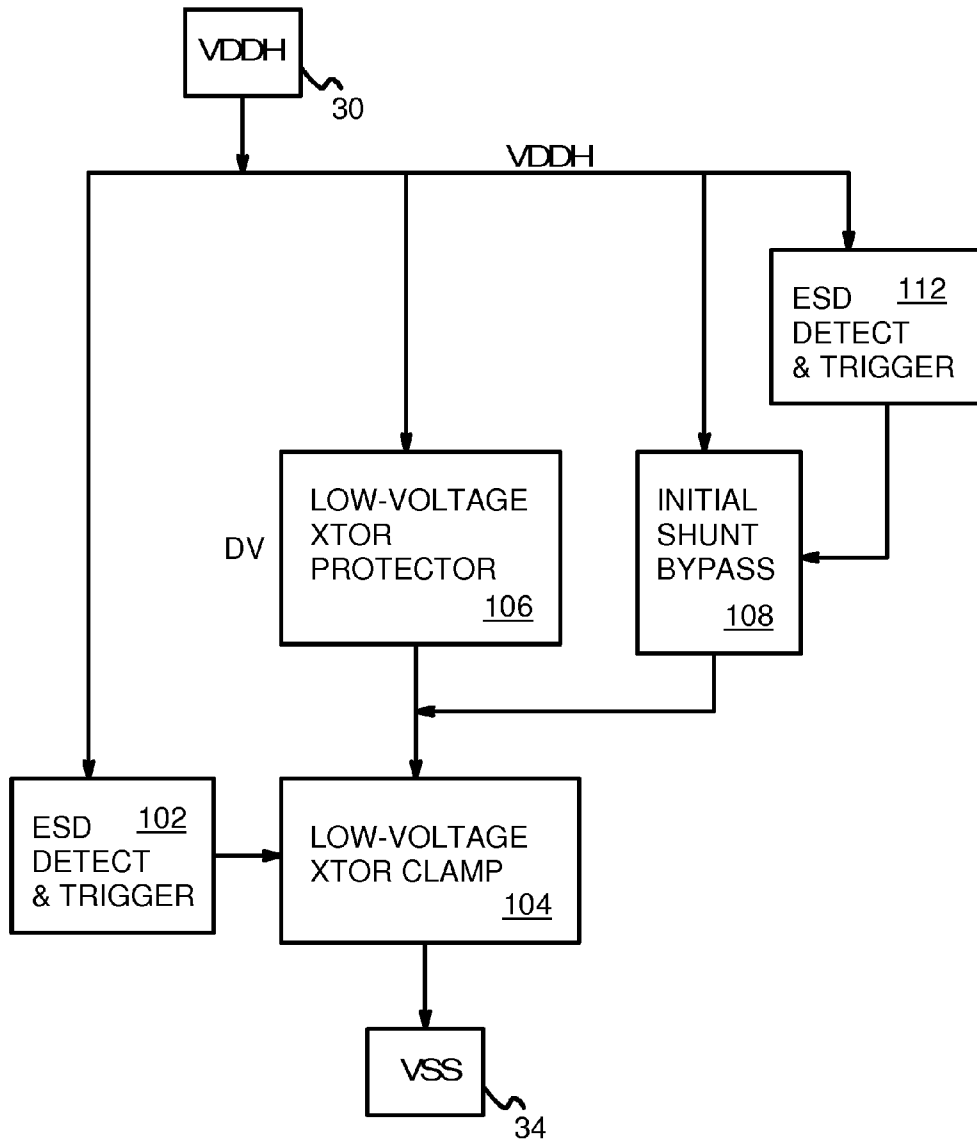 VDDH
30
VDDH
112
ESD
DETECT
& TRIGGER
LOW-VOLTAGE
XTOR
PROTECTOR
106
DV
INITIAL
SHUNT
BYPASS
108
102
ESD
DETECT
& TRIGGER
LOW-VOLTAGE
XTOR CLAMP
104
VSS
34